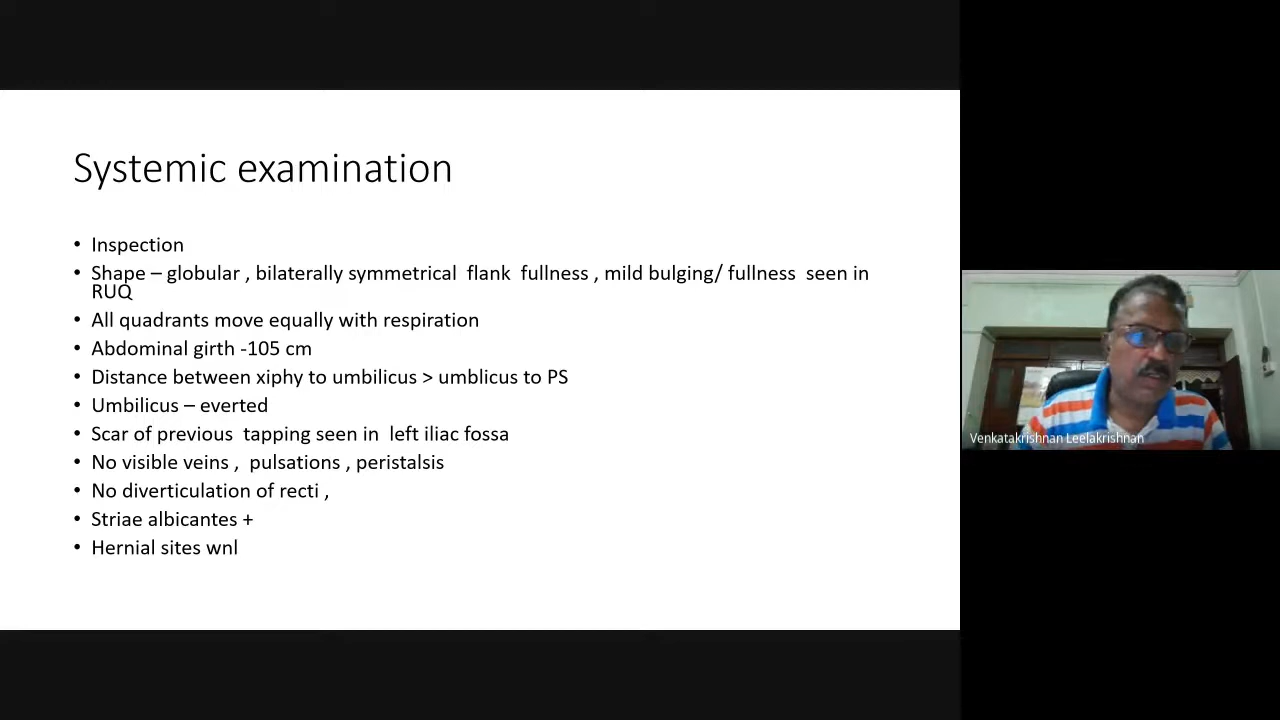 Systemic examination
• Inspection
• Shape – globular , bilaterally symmetrical  flank  fullness , mild bulging/ fullness  seen in
RUQ
• All quadrants move equally with respiration
• Abdominal girth -105 cm
• Distance between xiphy to umbilicus > umblicus to PS
• Umbilicus – everted
• Scar of previous  tapping seen in  left iliac fossa
• No visible veins ,  pulsations , peristalsis
• No diverticulation of recti ,
• Striae albicantes +
• Hernial sites wnl
Venkatakrishnan Leelakrishnan